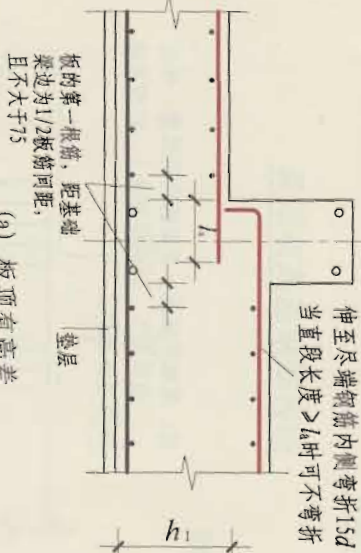 伸至尽端钢筋内侧弯折15d
当直段长度≥lₐ时可不弯折
h₁
lₐ
板的第一根筋，距基础
梁边为1/2板筋间距，
且不大于75
垫层
(a) 板顶有高差